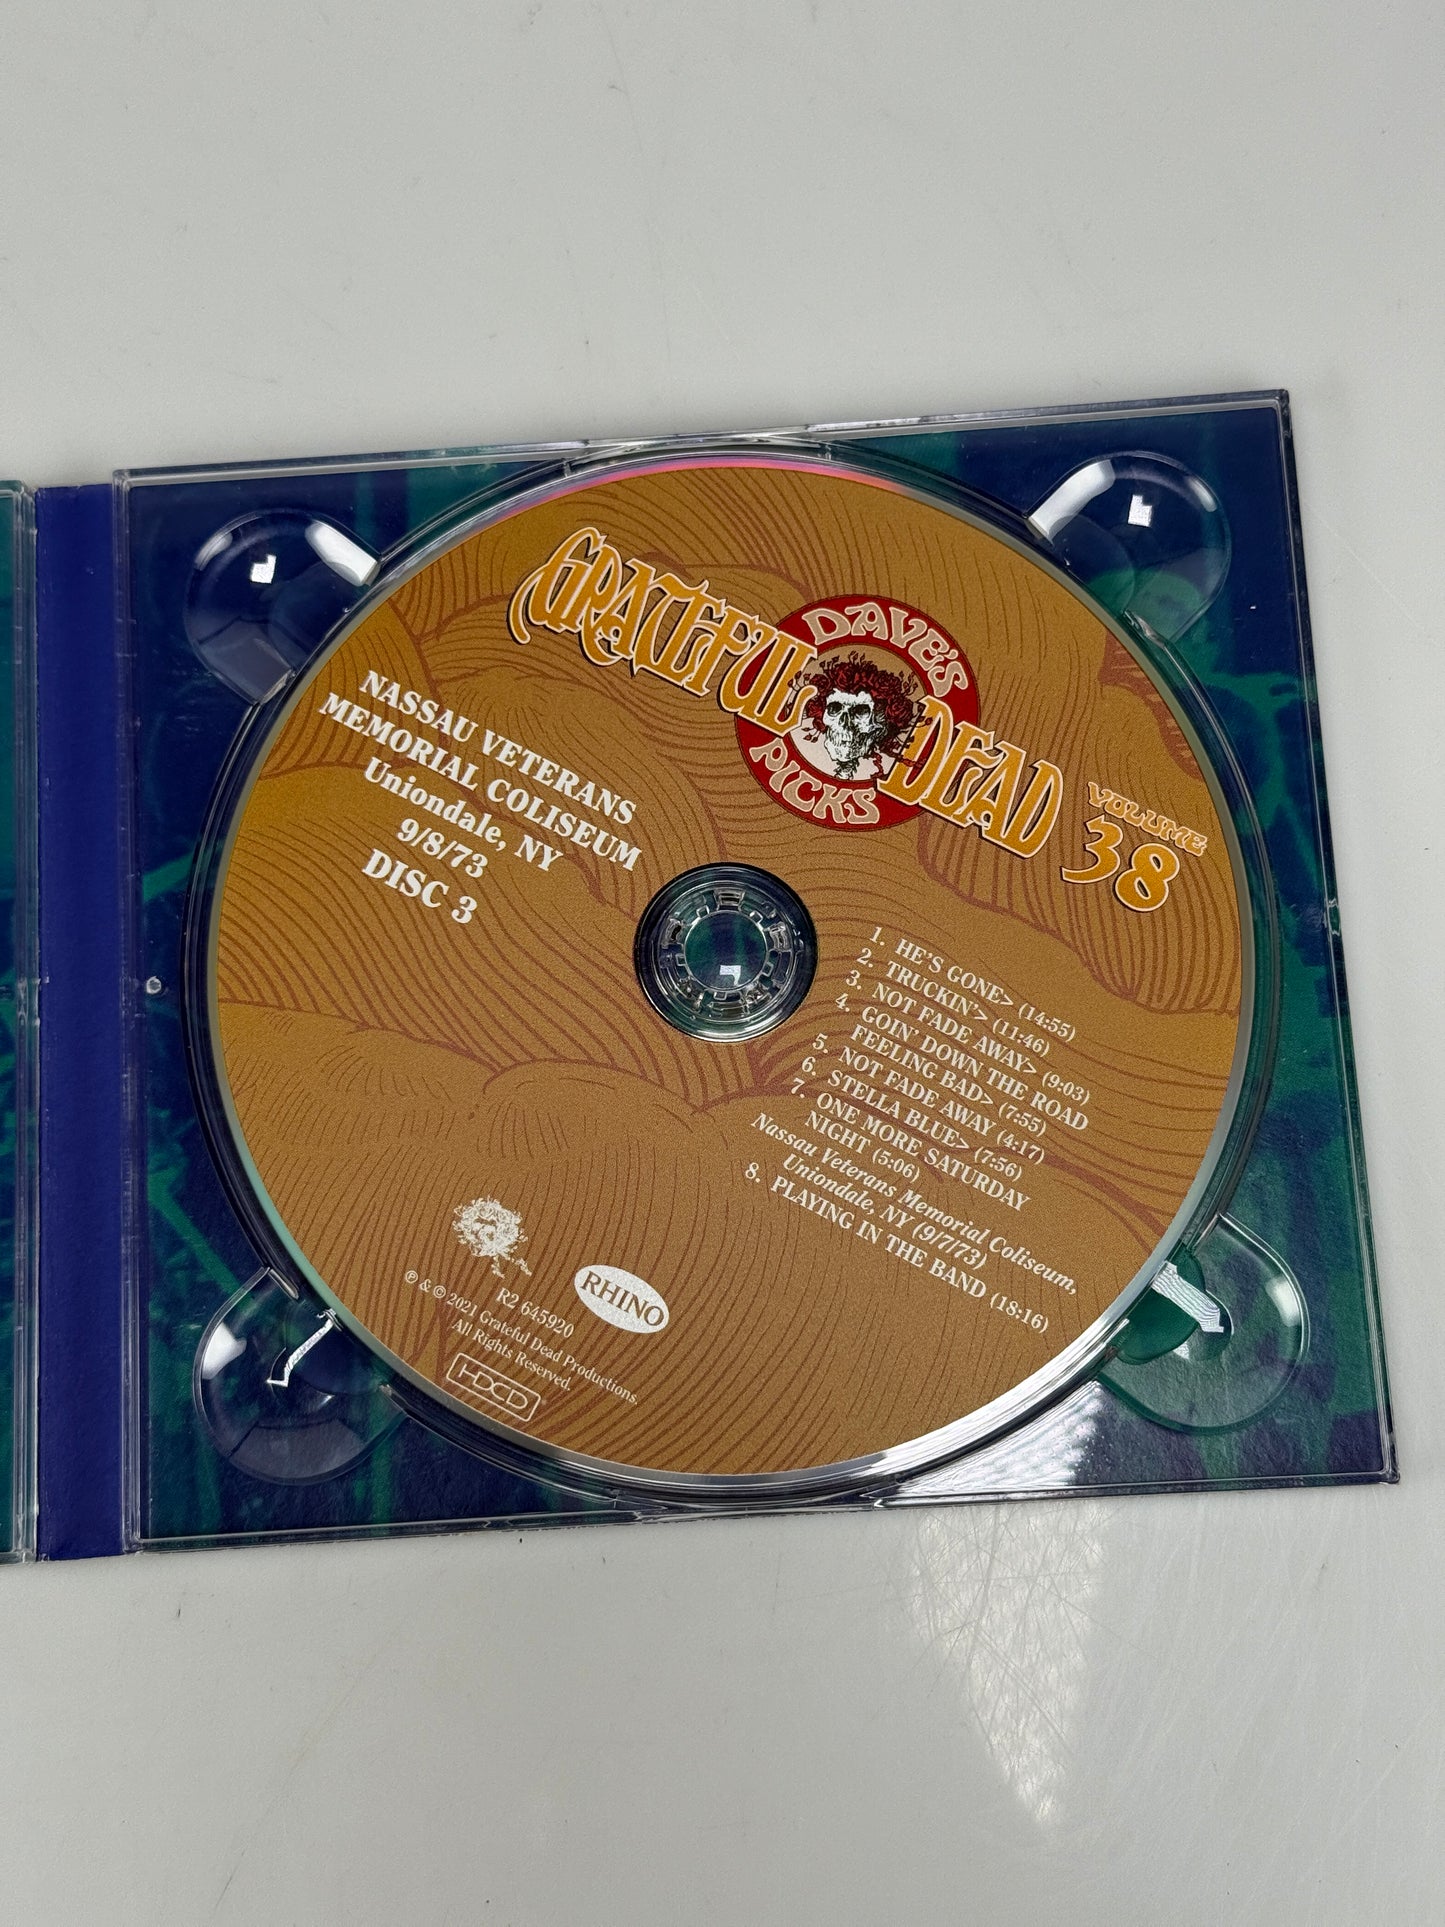 GRATEFUL DEAD
DAVE'S
PICKS
VOLUME
38
NASSAU VETERANS
MEMORIAL COLISEUM
Uniondale, NY
9/8/73
DISC 3
1. HE'S GONE> (14:55)
2. TRUCKIN'> (11:46)
3. NOT FADE AWAY> (9:03)
4. GOIN' DOWN THE ROAD
FEELING BAD> (7:55)
5. NOT FADE AWAY (4:17)
6. STELLA BLUE> (7:56)
7. ONE MORE SATURDAY
NIGHT (5:06)
Nassau Veterans Memorial Coliseum,
Uniondale, NY (9/7/73)
8. PLAYING IN THE BAND (18:16)
RHINO
R2 645920
℗ & © 2021 Grateful Dead Productions.
All Rights Reserved.
HDCD